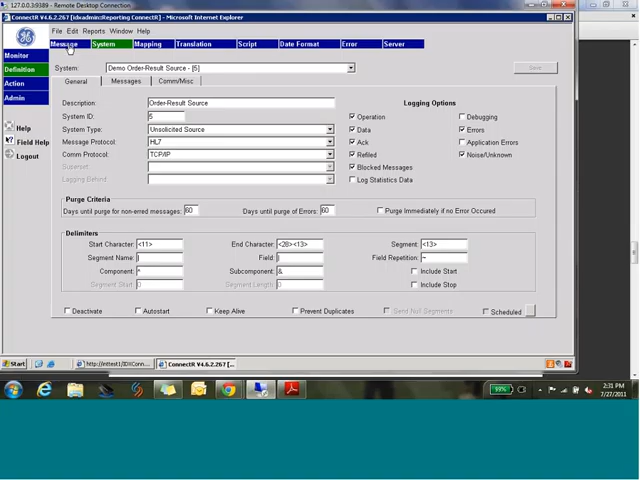 127.0.0.3:9389 - Remote Desktop Connection
ConnectR V4.6.2.267 [idxadmin::Reporting ConnectR] - Microsoft Internet Explorer
File Edit Reports Window Help
Message System Mapping Translation Script Date Format Error Server
Monitor
Definition
Action
Admin
Help
Field Help
Logout
System: Demo Order-Result Source - [5]
Save
General Messages Comm/Misc
Description: Order-Result Source
Logging Options
System ID: 5
Operation Debugging
System Type: Unsolicited Source
Data Errors
Message Protocol: HL7
Ack Application Errors
Comm Protocol: TCP/IP
Refiled Noise/Unknown
Superset:
Blocked Messages
Lagging Behind:
Log Statistics Data
Purge Criteria
Days until purge for non-erred messages: 60 Days until purge of Errors: 60 Purge Immediately if no Error Occured
Delimiters
Start Character: <11> End Character: <28><13> Segment: <13>
Segment Name: | Field: | Field Repetition: ~
Component: ^ Subcomponent: & Include Start
Segment Start: 0 Segment Length: 0 Include Stop
Deactivate Autostart Keep Alive Prevent Duplicates Send Null Segments Scheduled
Start ConnectR V4.6.2.267 [...
99% 2:31 PM
7/27/2011